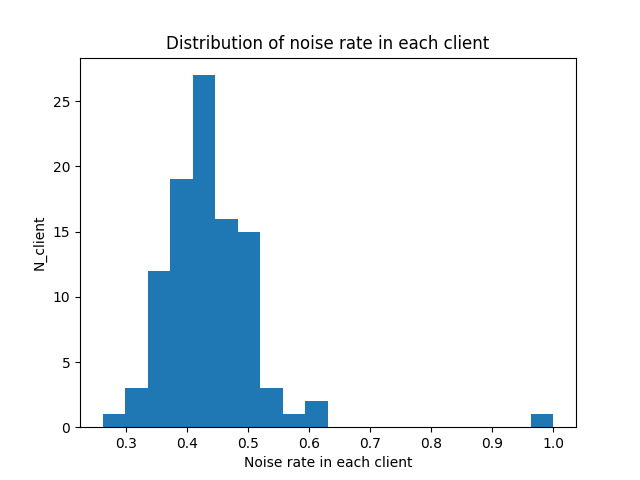 Distribution of noise rate in each client
N_client
25
20
15
10
5
0
0.3 0.4 0.5 0.6 0.7 0.8 0.9 1.0
Noise rate in each client